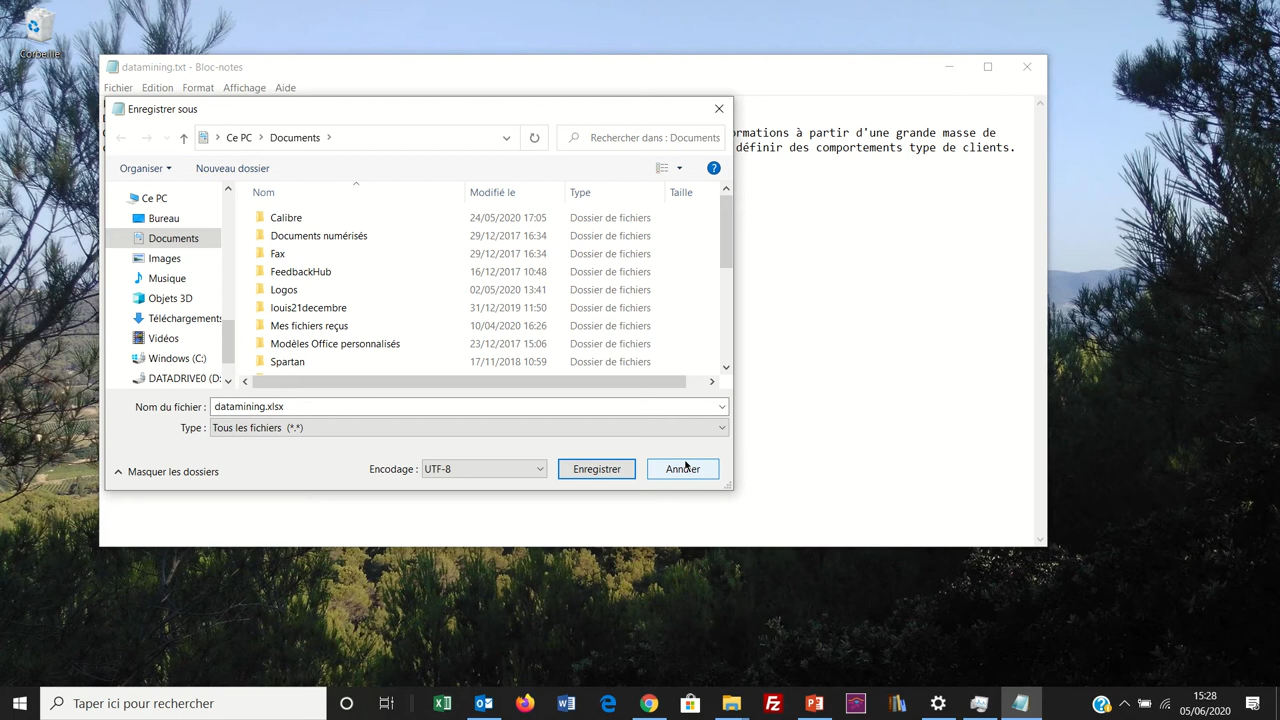 Corbeille
datamining.txt - Bloc-notes
Fichier Edition Format Affichage Aide
ormations à partir d'une grande masse de
définir des comportements type de clients.
Enregistrer sous
Ce PC > Documents >
Rechercher dans : Documents
Organiser Nouveau dossier
Nom Modifié le Type Taille
Ce PC
Bureau
Documents
Images
Musique
Objets 3D
Téléchargements
Vidéos
Windows (C:)
DATADRIVE0 (D:
Calibre 24/05/2020 17:05 Dossier de fichiers
Documents numérisés 29/12/2017 16:34 Dossier de fichiers
Fax 29/12/2017 16:34 Dossier de fichiers
FeedbackHub 16/12/2017 10:48 Dossier de fichiers
Logos 02/05/2020 13:41 Dossier de fichiers
louis21decembre 31/12/2019 11:50 Dossier de fichiers
Mes fichiers reçus 10/04/2020 16:26 Dossier de fichiers
Modèles Office personnalisés 23/12/2017 15:06 Dossier de fichiers
Spartan 17/11/2018 10:59 Dossier de fichiers
Nom du fichier : datamining.xlsx
Type : Tous les fichiers (*.*)
Masquer les dossiers Encodage : UTF-8 Enregistrer Annuler
Taper ici pour rechercher
15:28
05/06/2020